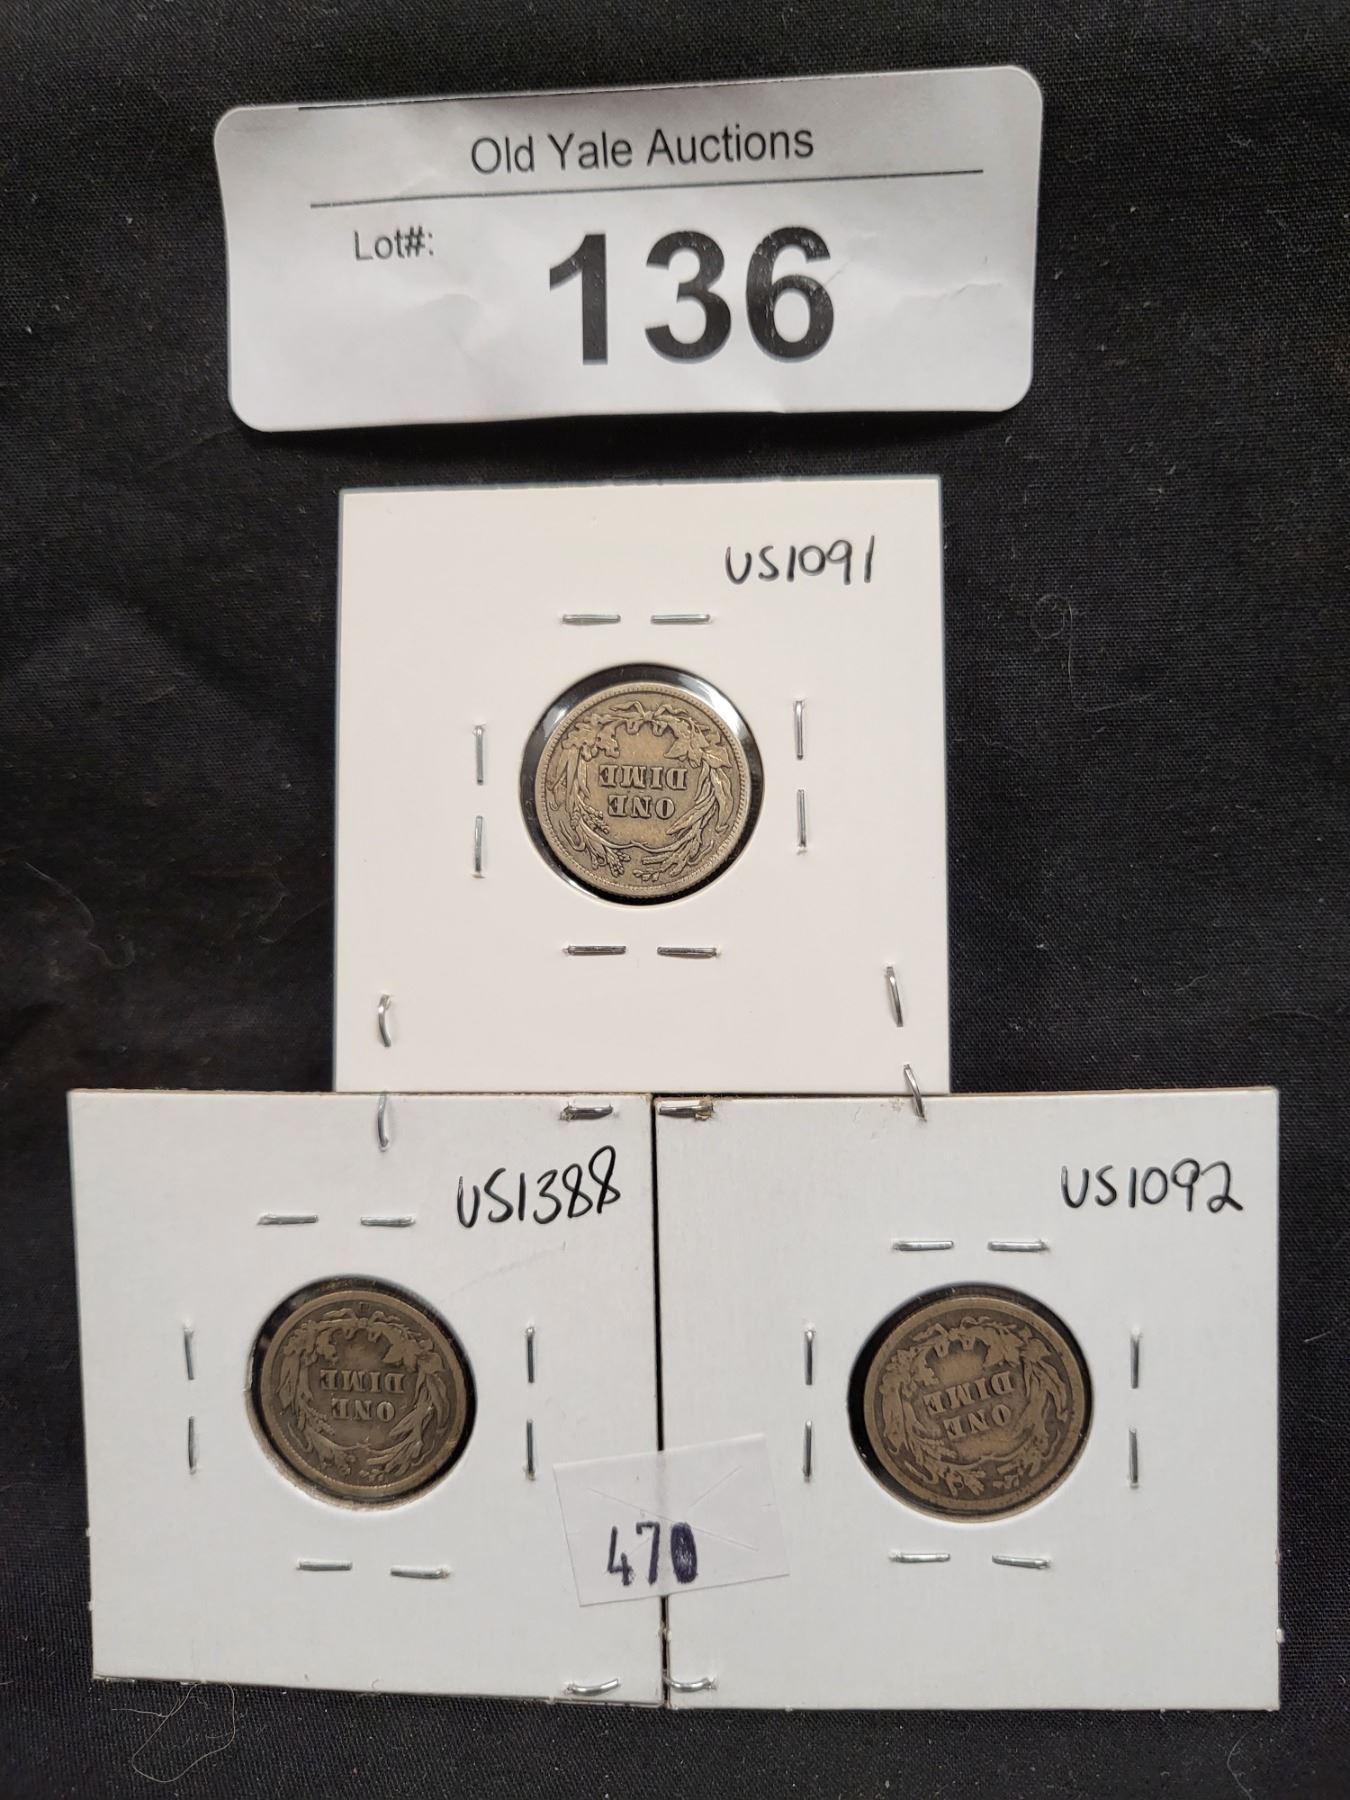 Old Yale Auctions
Lot#:
136
US1091
ONE
DIME
US1388
ONE
DIME
US1092
ONE
DIME
470